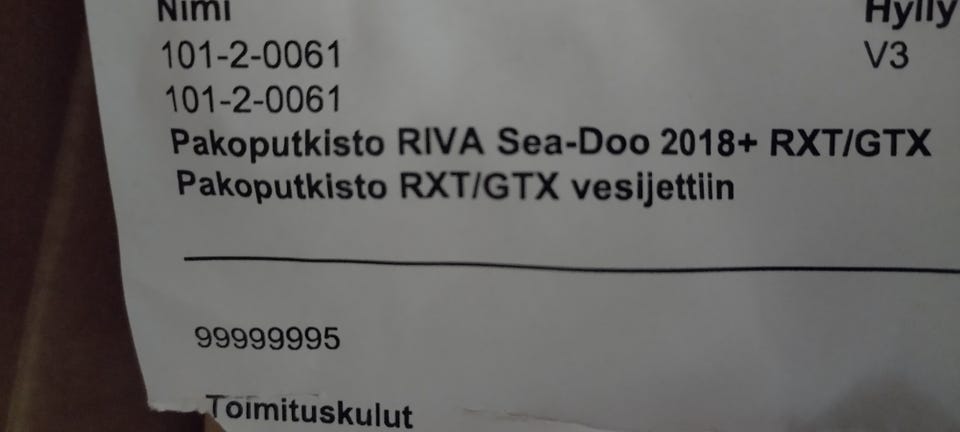 Nimi Hylly
101-2-0061 V3
101-2-0061
Pakoputkisto RIVA Sea-Doo 2018+ RXT/GTX
Pakoputkisto RXT/GTX vesijettiin
99999995
Toimituskulut